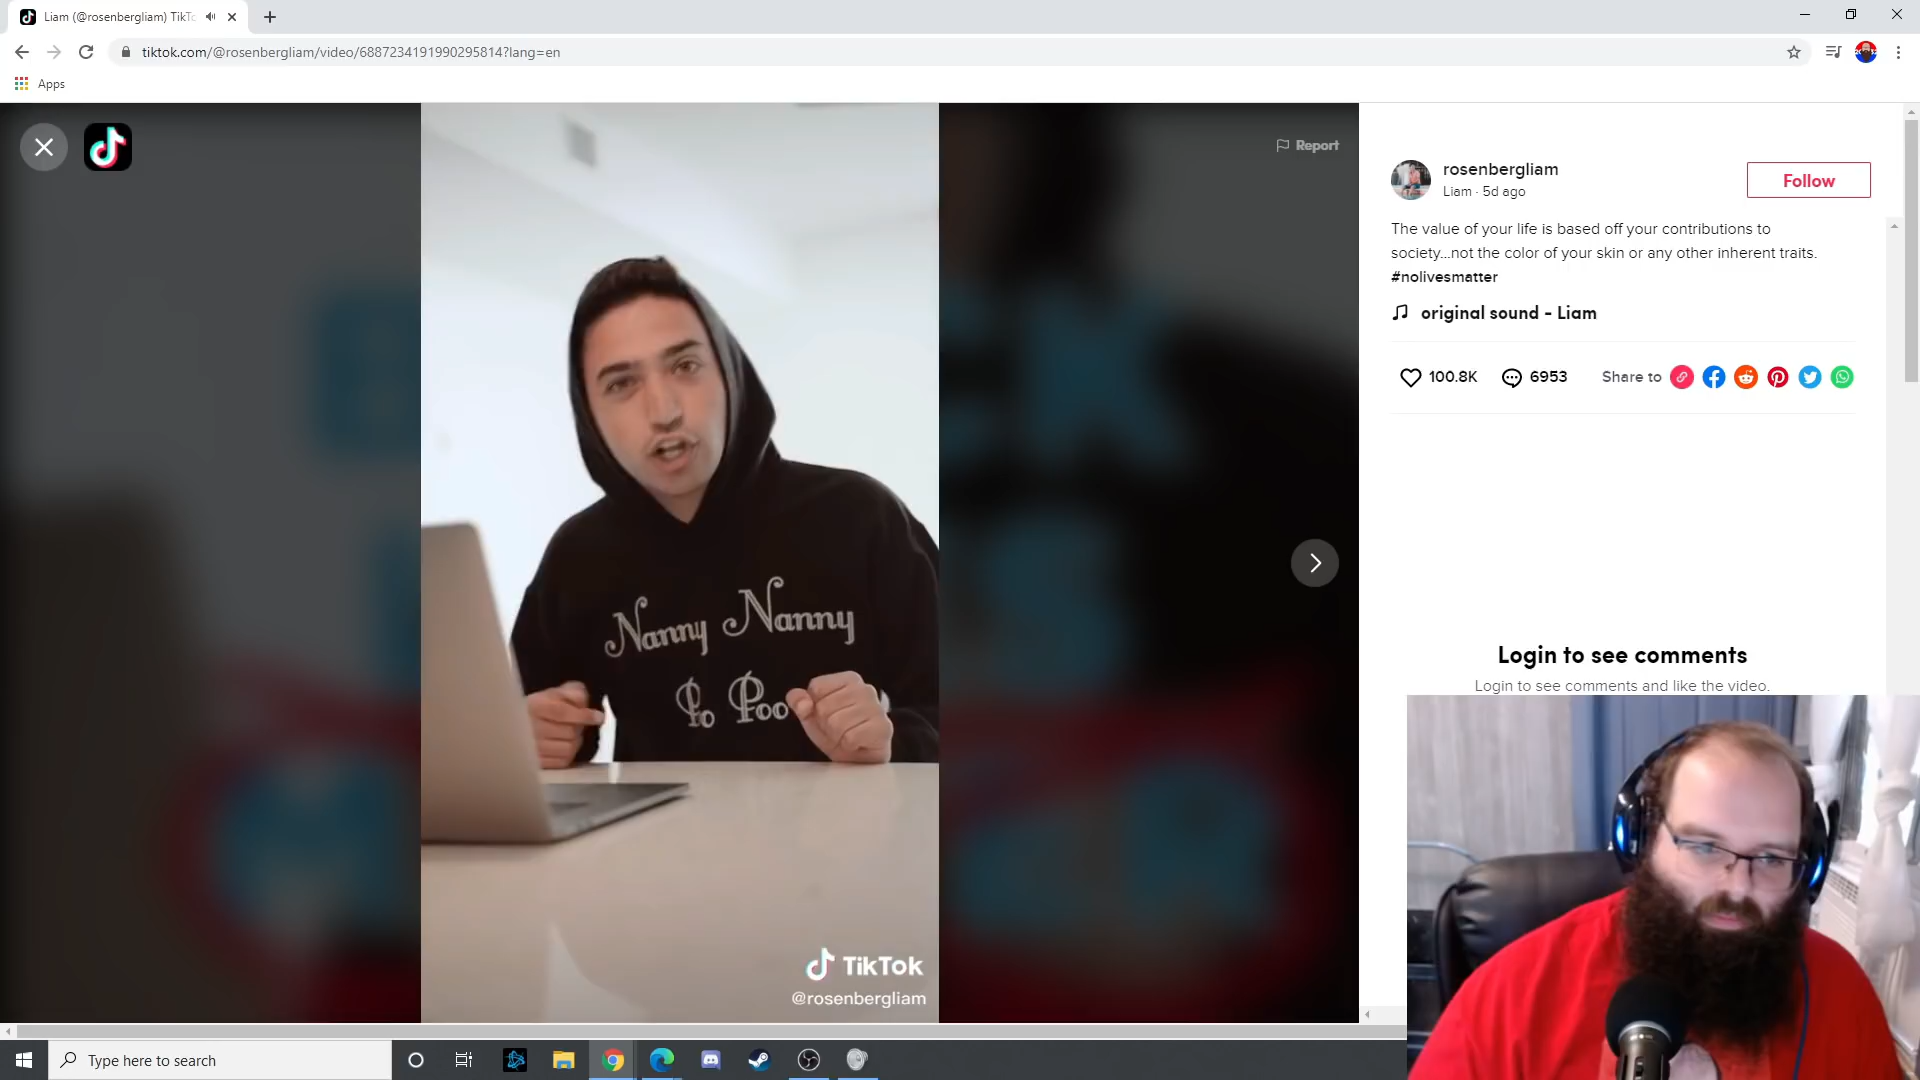 Liam (@rosenbergliam) TikTo
tiktok.com/@rosenbergliam/video/6887234191990295814?lang=en
Apps
Report
rosenbergliam
Liam · 5d ago
Follow
The value of your life is based off your contributions to
society...not the color of your skin or any other inherent traits.
#nolivesmatter
original sound - Liam
100.8K
6953
Share to
Nanny Nanny
Po Poo
TikTok
@rosenbergliam
Login to see comments
Login to see comments and like the video.
Type here to search